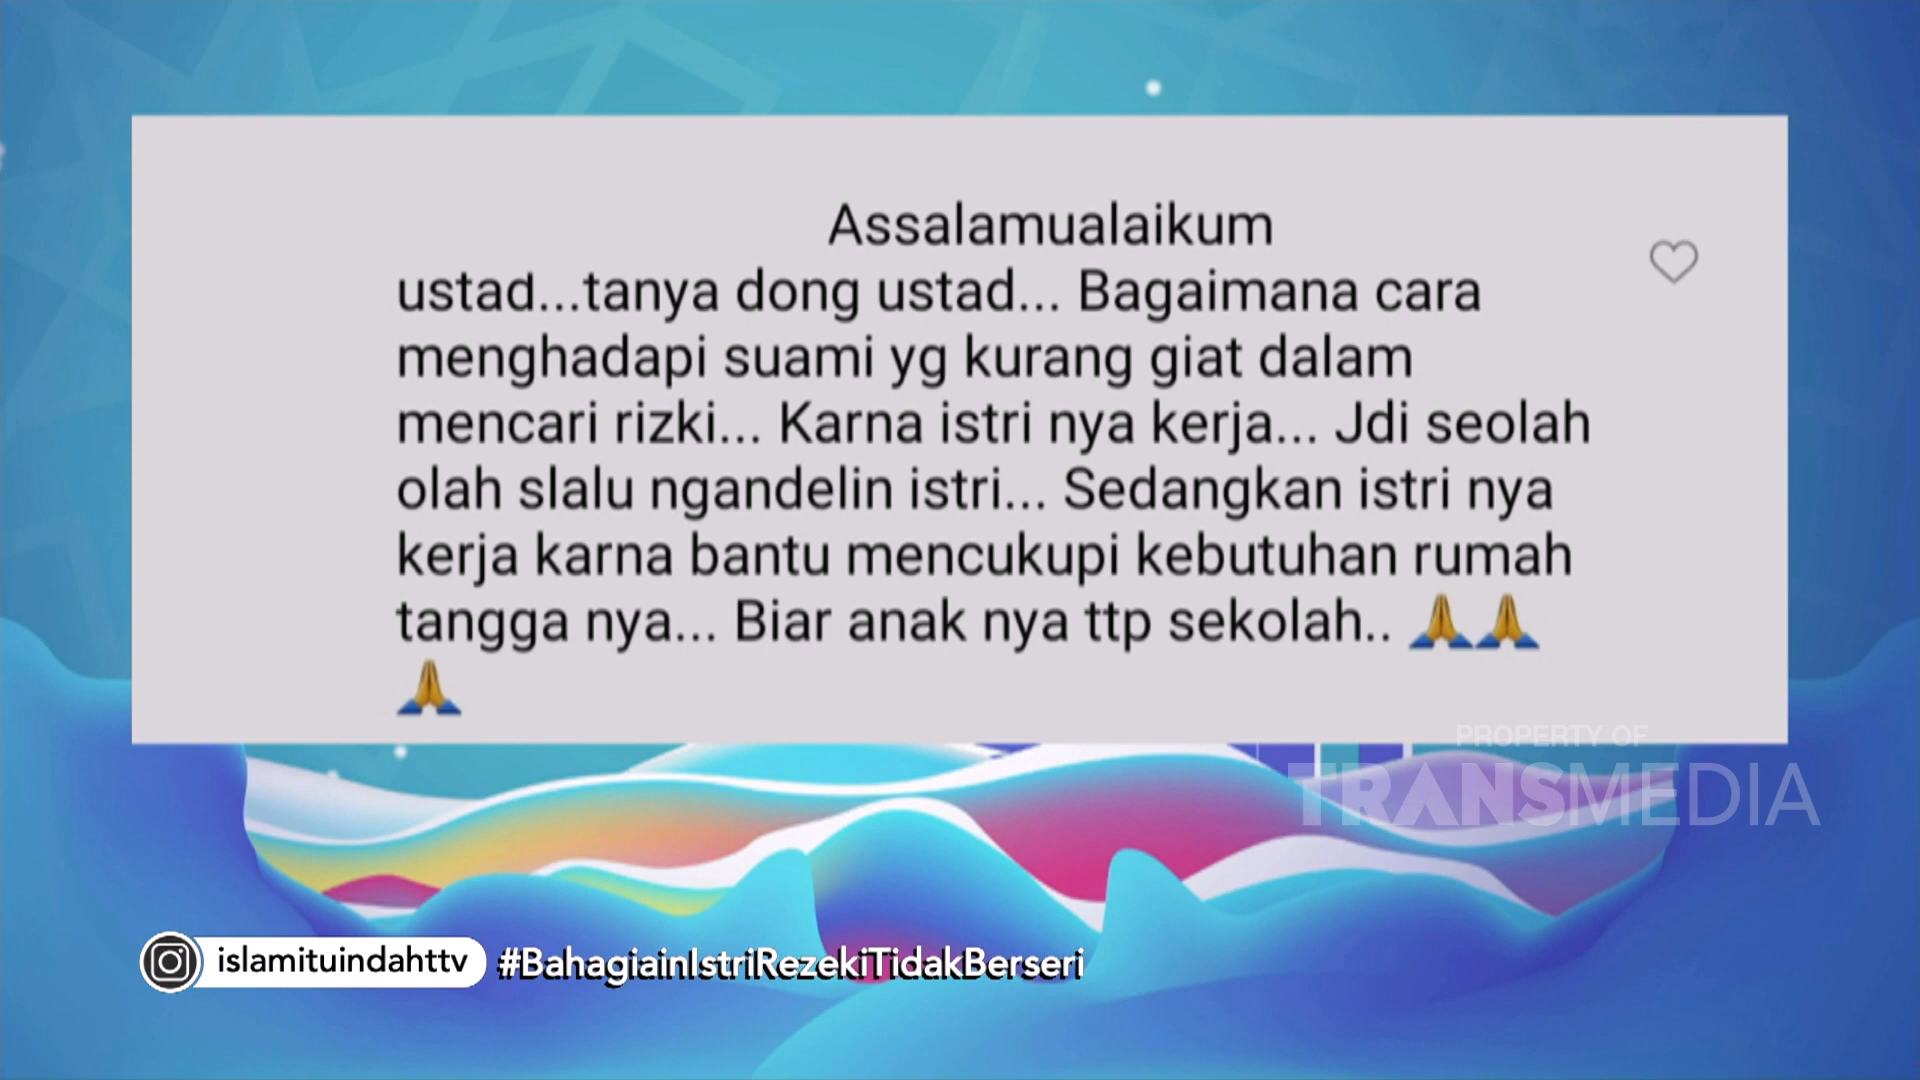 Assalamualaikum
ustad...tanya dong ustad... Bagaimana cara
menghadapi suami yg kurang giat dalam
mencari rizki... Karna istri nya kerja... Jdi seolah
olah slalu ngandelin istri... Sedangkan istri nya
kerja karna bantu mencukupi kebutuhan rumah
tangga nya... Biar anak nya ttp sekolah.. 🙏🙏
🙏
PROPERTY OF
TRANSMEDIA
islamituindahttv #BahagiainIstriRezekiTidakBerseri